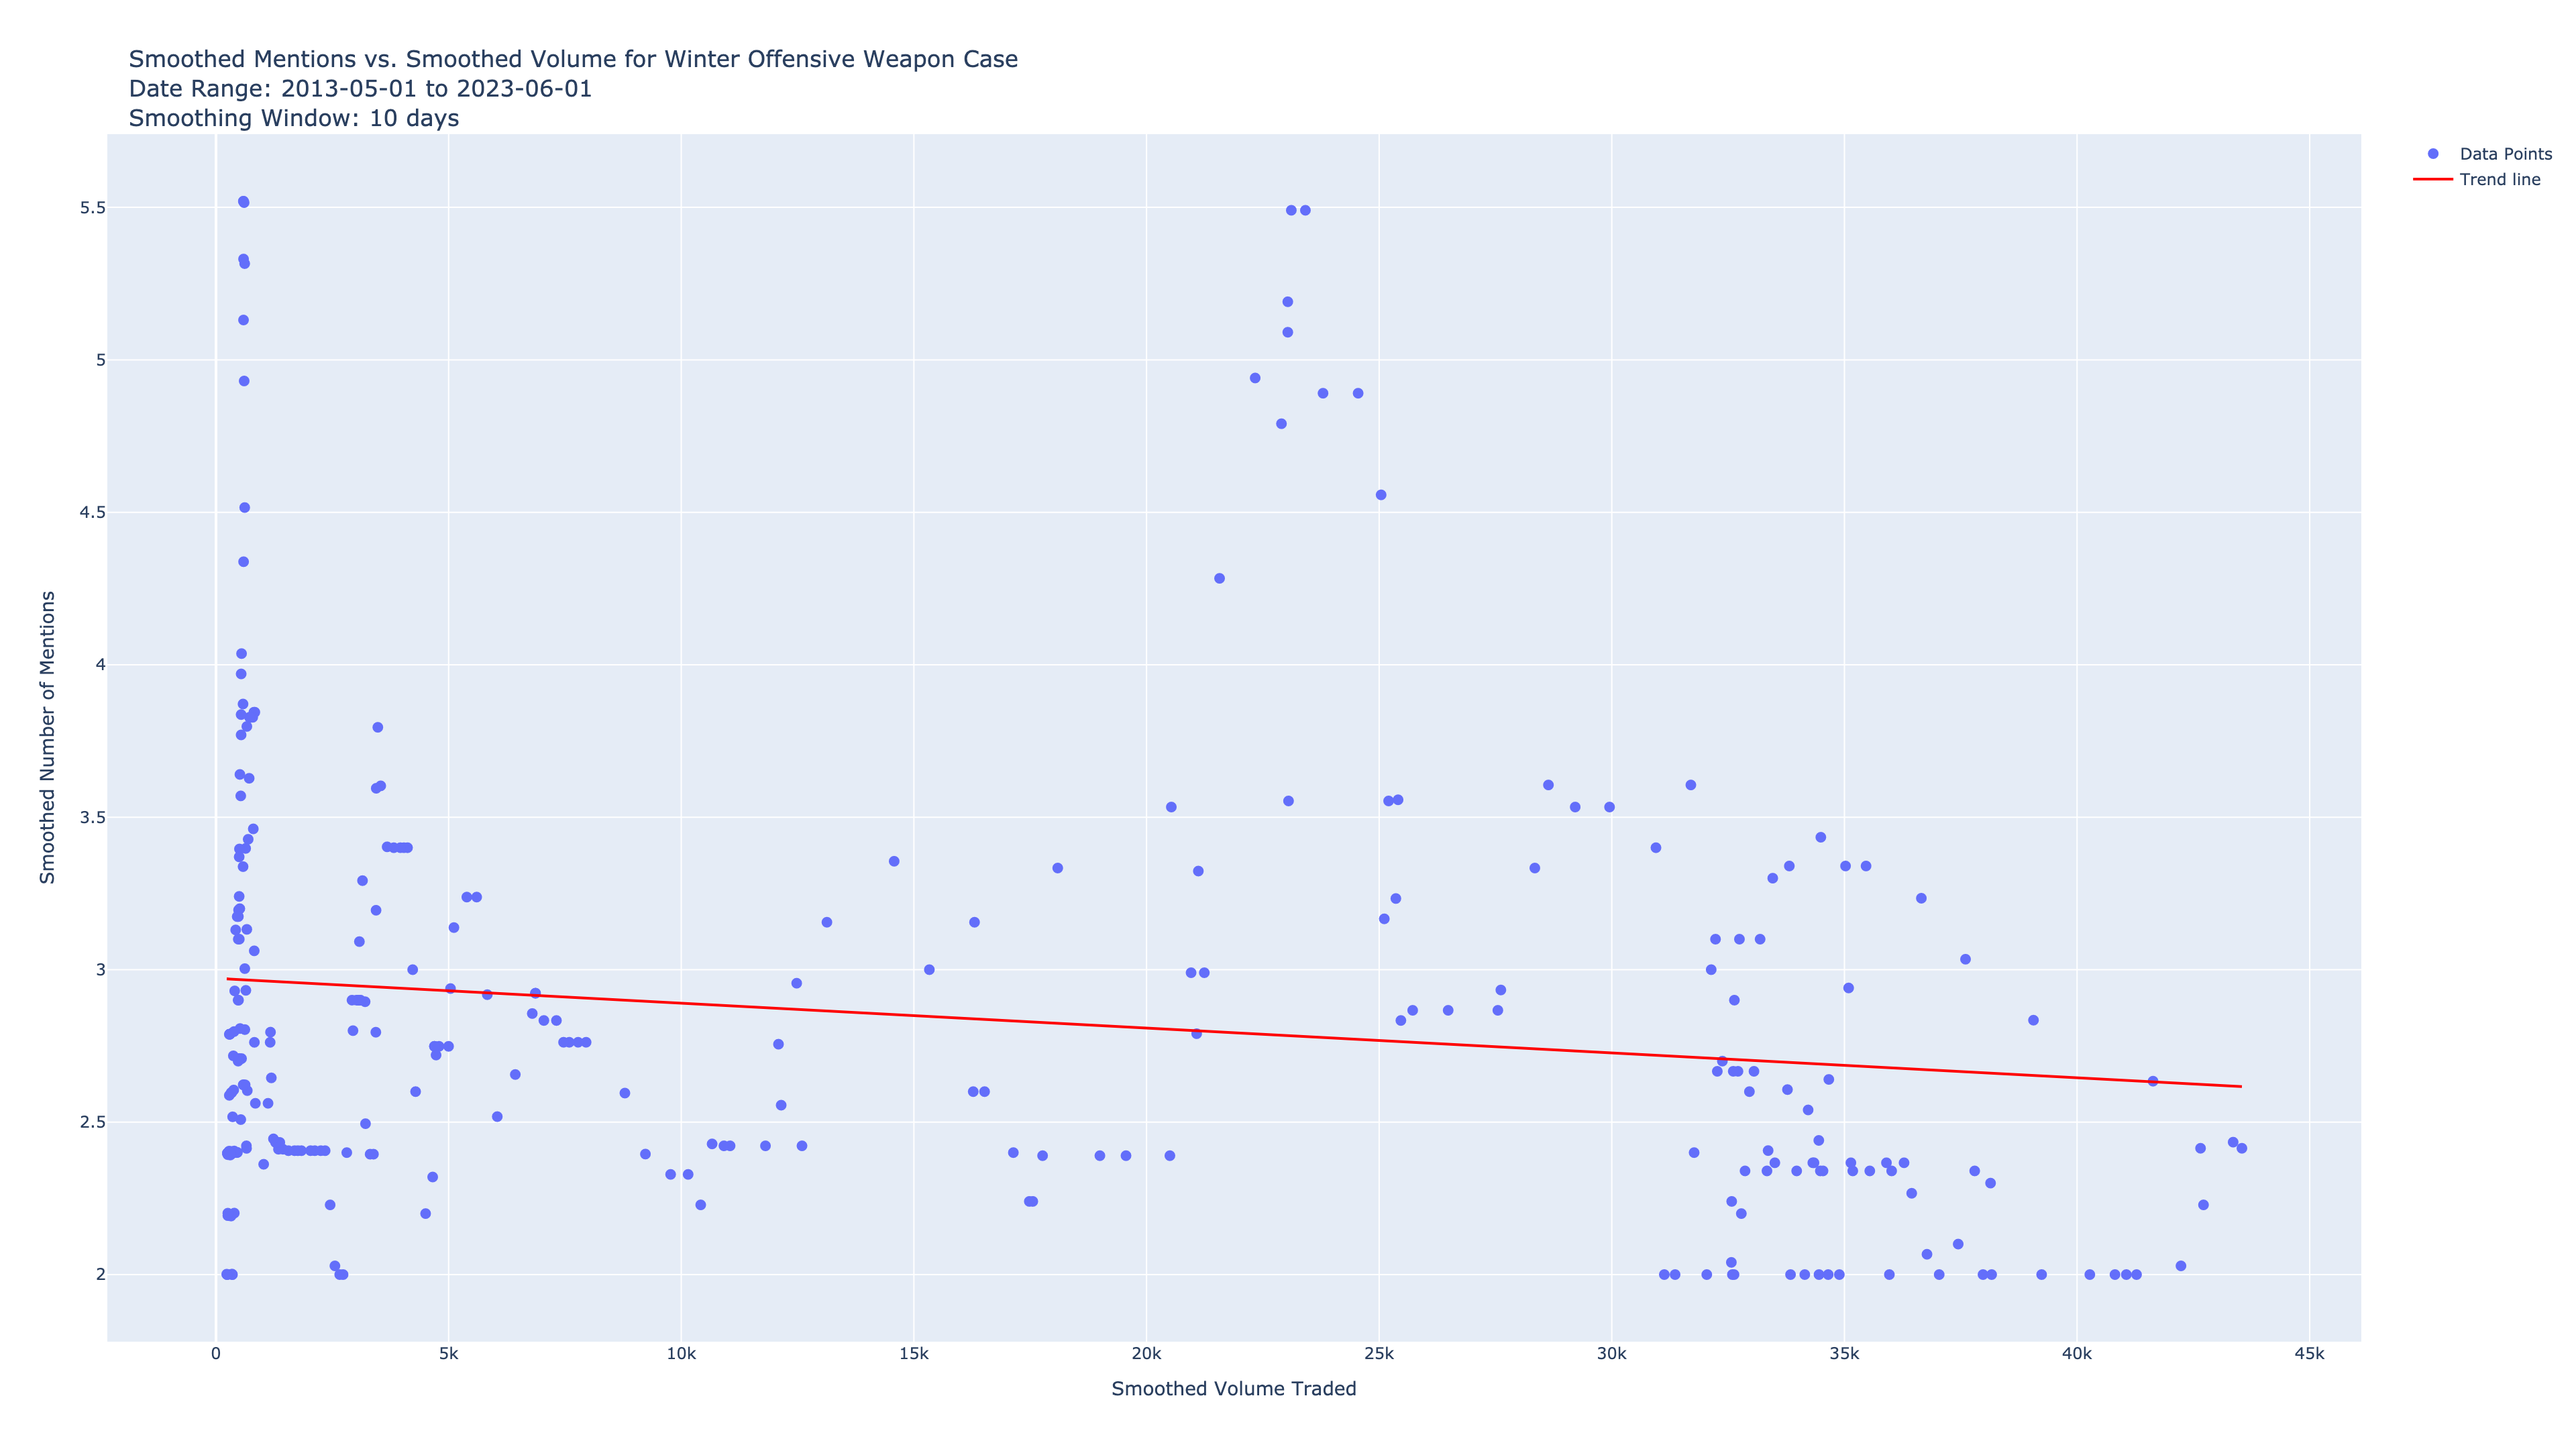 Smoothed Mentions vs. Smoothed Volume for Winter Offensive Weapon Case
Date Range: 2013-05-01 to 2023-06-01
Smoothing Window: 10 days
Data Points
Trend line
5.5
5
4.5
4
3.5
3
2.5
2
Smoothed Number of Mentions
0 5k 10k 15k 20k 25k 30k 35k 40k 45k
Smoothed Volume Traded